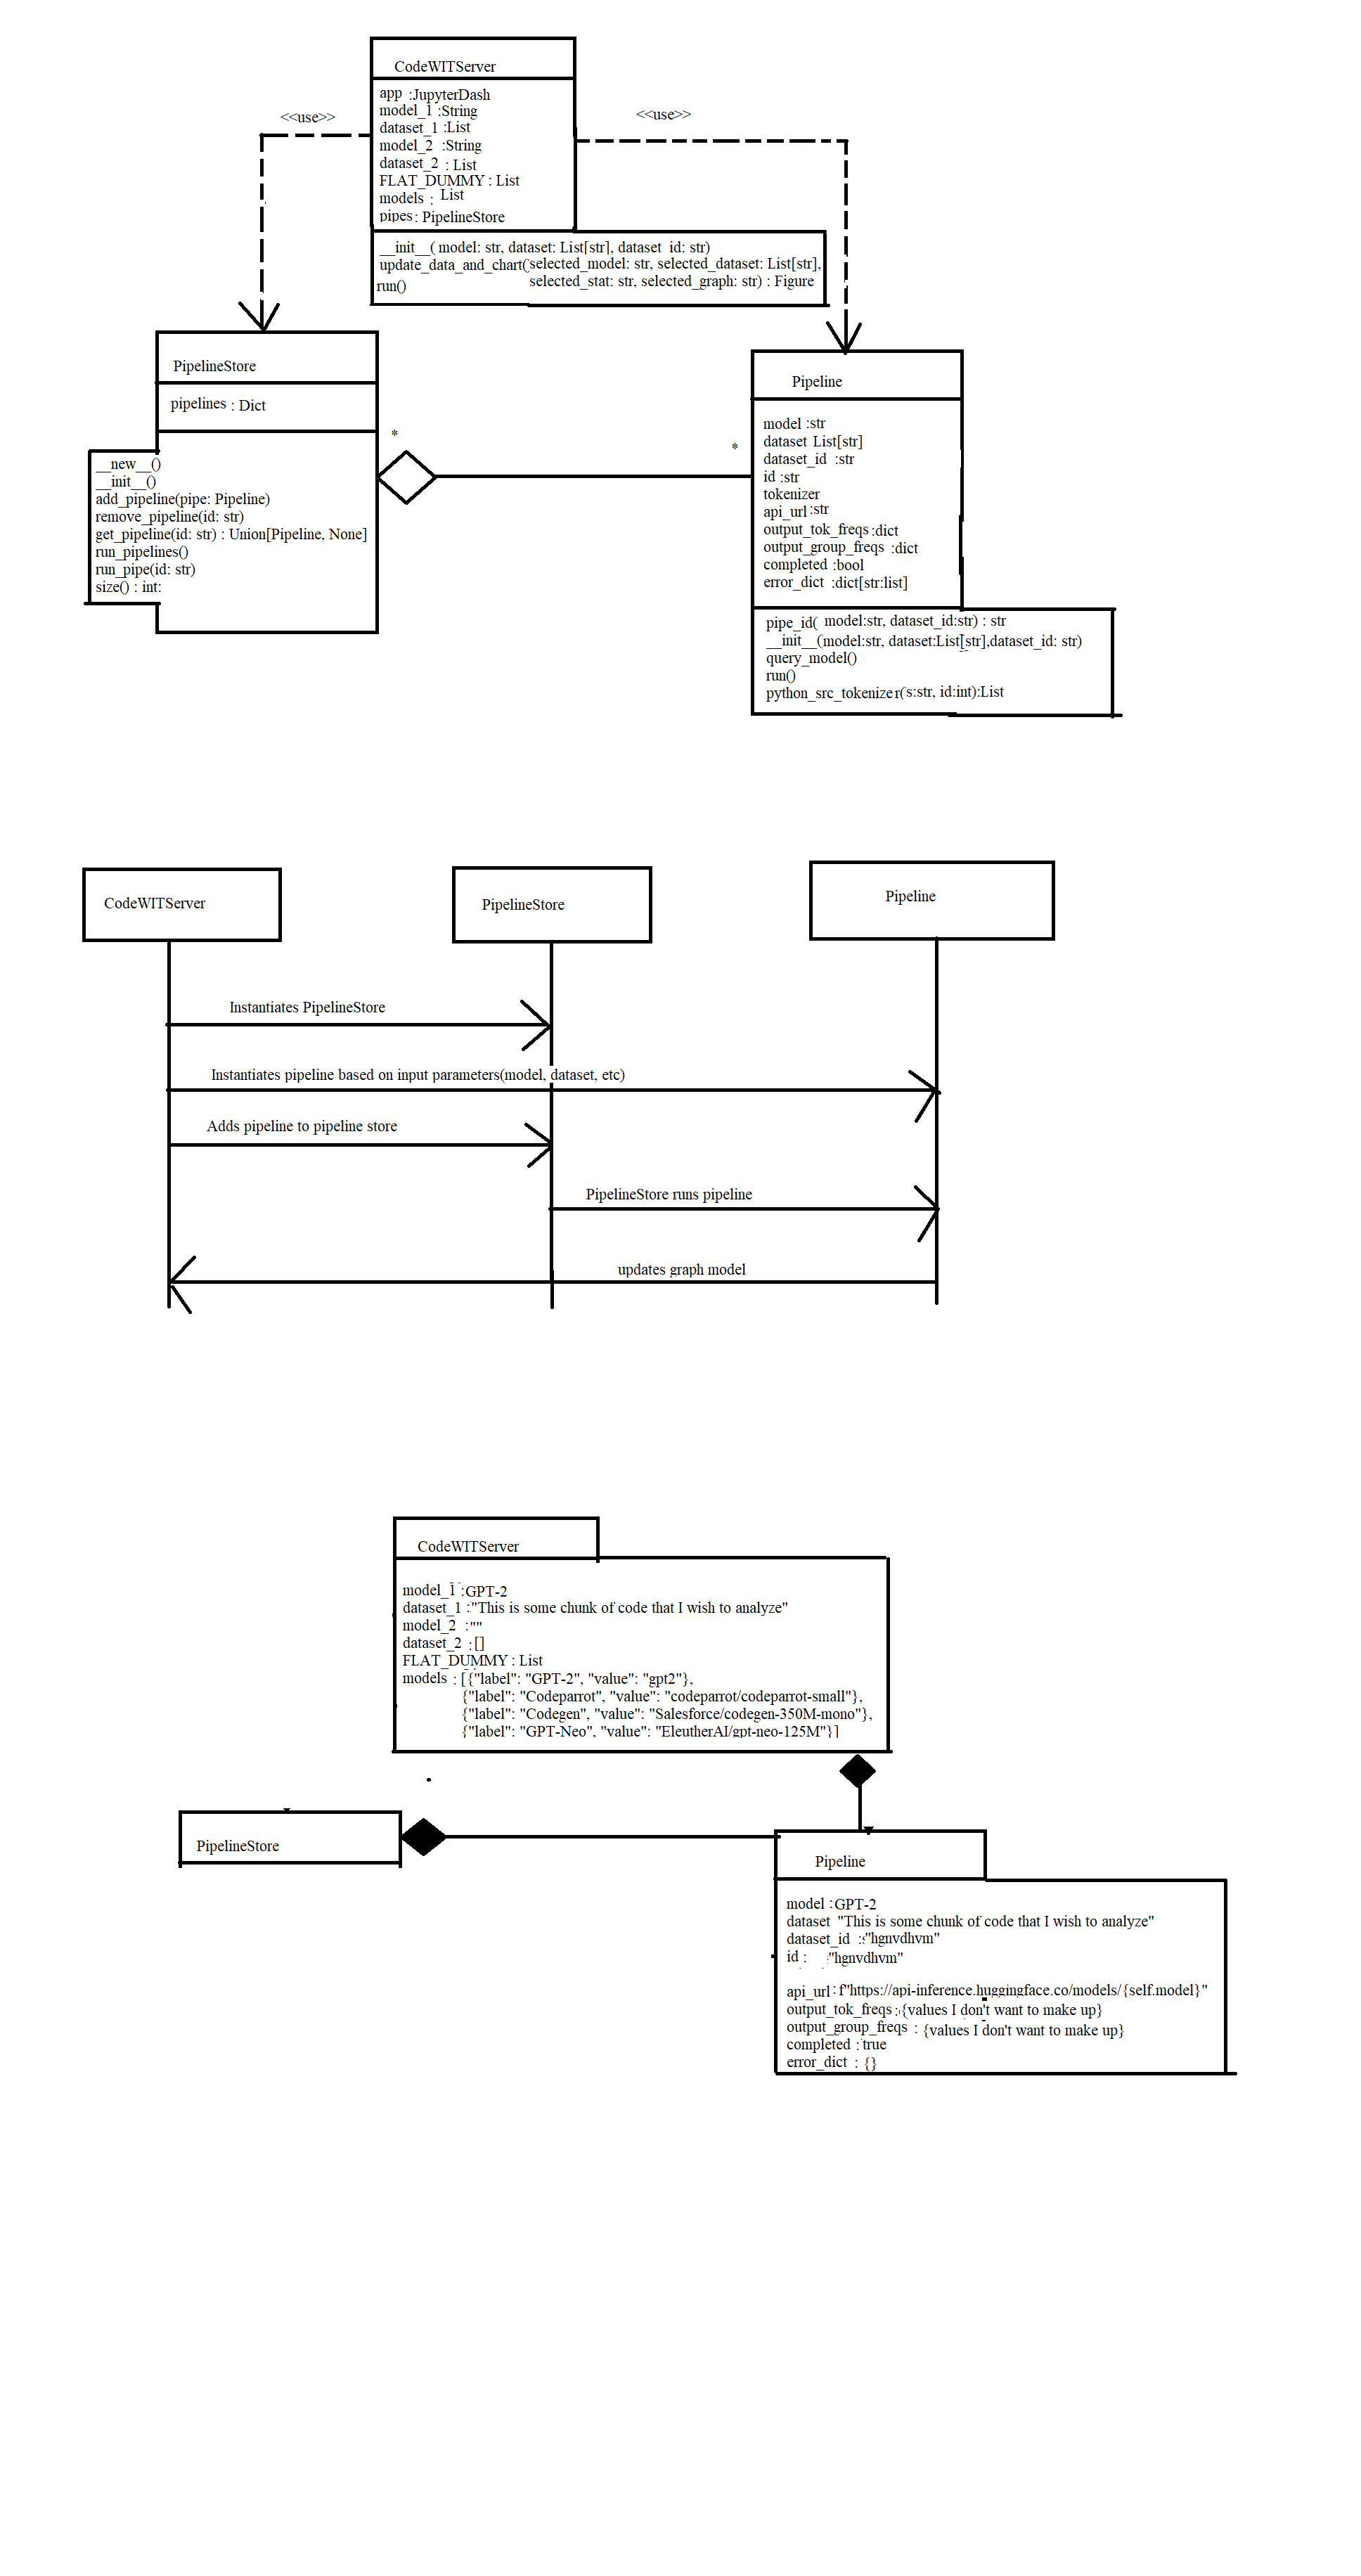 CodeWITServer
app :JupyterDash
model_1 :String
dataset_1 :List
model_2 :String
dataset_2 : List
FLAT_DUMMY : List
models : List
pipes : PipelineStore
__init__( model: str, dataset: List[str], dataset_id: str)
update_data_and_chart(selected_model: str, selected_dataset: List[str],
selected_stat: str, selected_graph: str) : Figure
run()
<<use>>
<<use>>
PipelineStore
pipelines : Dict
__new__()
__init__()
add_pipeline(pipe: Pipeline)
remove_pipeline(id: str)
get_pipeline(id: str) : Union[Pipeline, None]
run_pipelines()
run_pipe(id: str)
size() : int:
*
*
Pipeline
model :str
dataset List[str]
dataset_id :str
id :str
tokenizer
api_url :str
output_tok_freqs :dict
output_group_freqs :dict
completed :bool
error_dict :dict[str:list]
pipe_id( model:str, dataset_id:str) : str
__init__(model:str, dataset:List[str],dataset_id: str)
query_model()
run()
python_src_tokenizer(s:str, id:int):List
CodeWITServer
PipelineStore
Pipeline
Instantiates PipelineStore
Instantiates pipeline based on input parameters(model, dataset, etc)
Adds pipeline to pipeline store
PipelineStore runs pipeline
updates graph model
CodeWITServer
model_1 :GPT-2
dataset_1 :"This is some chunk of code that I wish to analyze"
model_2 :""
dataset_2 : []
FLAT_DUMMY : List
models : [{"label": "GPT-2", "value": "gpt2"},
{"label": "Codeparrot", "value": "codeparrot/codeparrot-small"},
{"label": "Codegen", "value": "Salesforce/codegen-350M-mono"},
{"label": "GPT-Neo", "value": "EleutherAI/gpt-neo-125M"}]
PipelineStore
Pipeline
model : GPT-2
dataset "This is some chunk of code that I wish to analyze"
dataset_id :"hgnvdhvm"
id : "hgnvdhvm"
api_url : f"https://api-inference.huggingface.co/models/{self.model}"
output_tok_freqs :{values I don't want to make up}
output_group_freqs : {values I don't want to make up}
completed : true
error_dict : {}